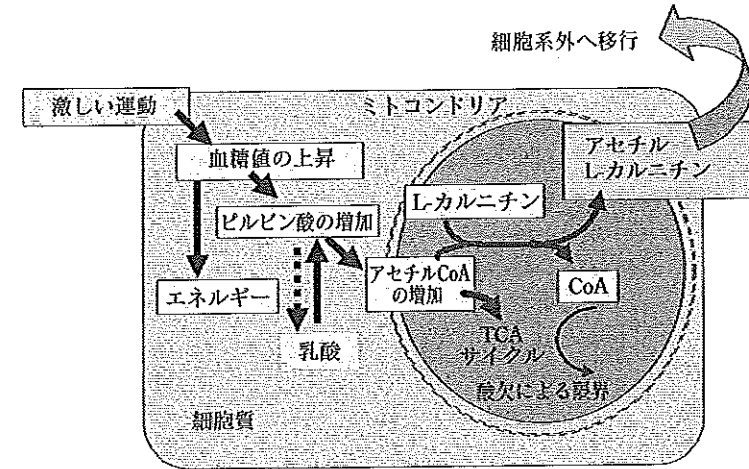 細胞系外へ移行
激しい運動
ミトコンドリア
血糖値の上昇
アセチル
L-カルニチン
L-カルニチン
ピルビン酸の増加
アセチルCoA
の増加
CoA
エネルギー
乳酸
TCA
サイクル
酸欠による限界
細胞質